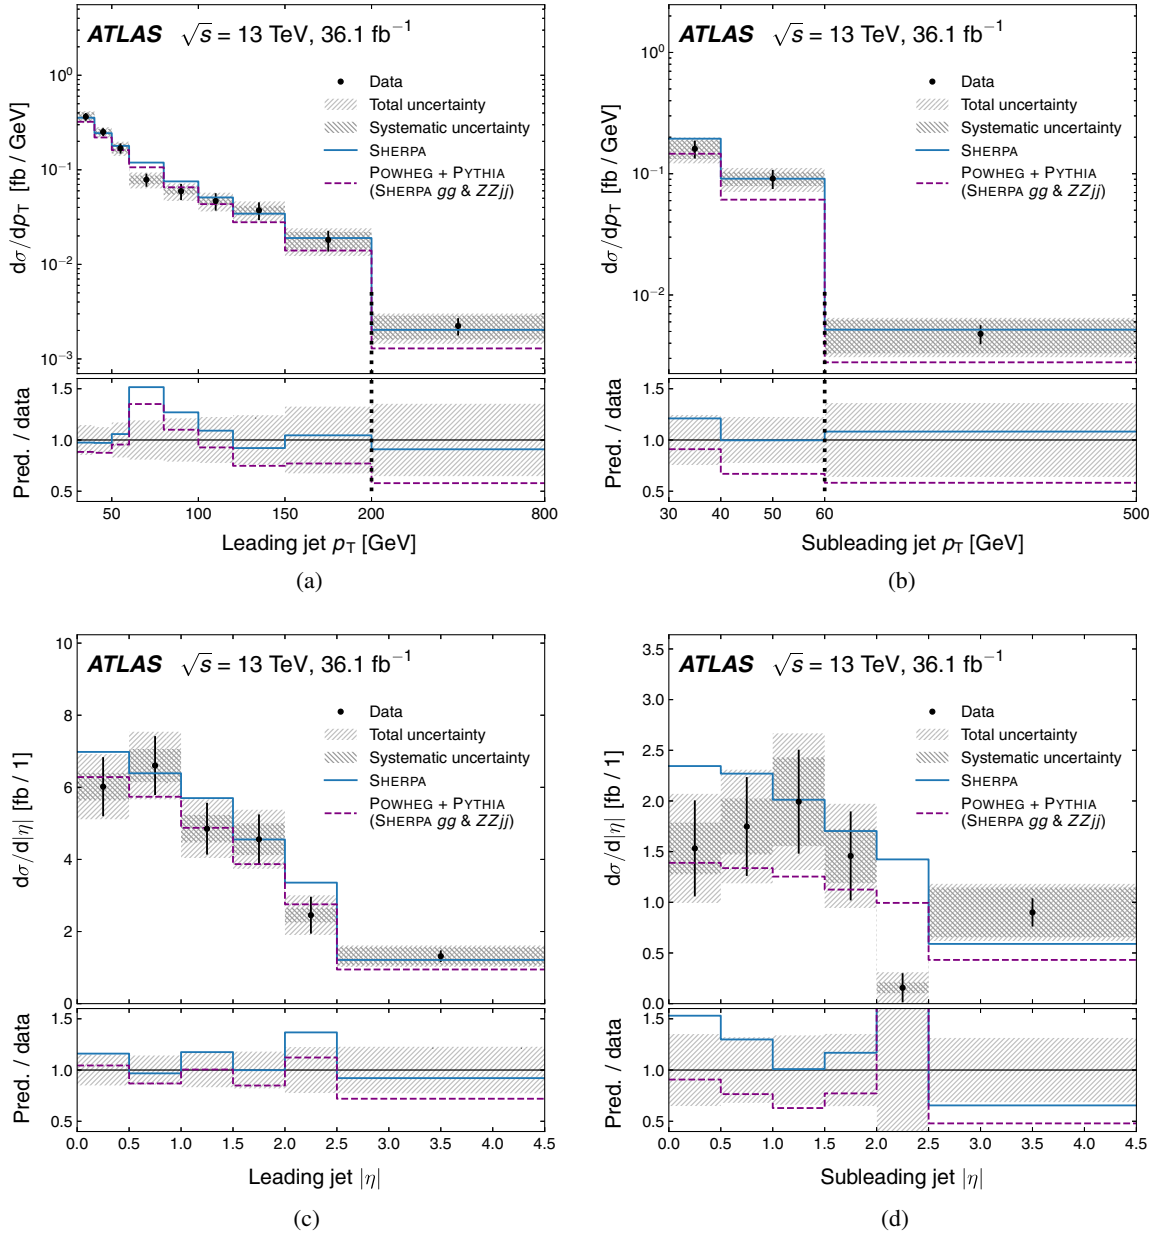 ATLAS √s = 13 TeV, 36.1 fb⁻¹
dσ/dp_T [fb / GeV]
10⁰
10⁻¹
10⁻²
10⁻³
Data
Total uncertainty
Systematic uncertainty
SHERPA
POWHEG + PYTHIA
(SHERPA gg & ZZjj)
Pred. / data
1.5
1.0
0.5
50 100 150 200 800
Leading jet p_T [GeV]
(a)
ATLAS √s = 13 TeV, 36.1 fb⁻¹
dσ/dp_T [fb / GeV]
10⁰
10⁻¹
10⁻²
Data
Total uncertainty
Systematic uncertainty
SHERPA
POWHEG + PYTHIA
(SHERPA gg & ZZjj)
Pred. / data
1.5
1.0
0.5
30 40 50 60 500
Subleading jet p_T [GeV]
(b)
ATLAS √s = 13 TeV, 36.1 fb⁻¹
dσ/d|η| [fb / 1]
10
8
6
4
2
0
Data
Total uncertainty
Systematic uncertainty
SHERPA
POWHEG + PYTHIA
(SHERPA gg & ZZjj)
Pred. / data
1.5
1.0
0.5
0.0 0.5 1.0 1.5 2.0 2.5 3.0 3.5 4.0 4.5
Leading jet |η|
(c)
ATLAS √s = 13 TeV, 36.1 fb⁻¹
dσ/d|η| [fb / 1]
3.5
3.0
2.5
2.0
1.5
1.0
0.5
0.0
Data
Total uncertainty
Systematic uncertainty
SHERPA
POWHEG + PYTHIA
(SHERPA gg & ZZjj)
Pred. / data
1.5
1.0
0.5
0.0 0.5 1.0 1.5 2.0 2.5 3.0 3.5 4.0 4.5
Subleading jet |η|
(d)